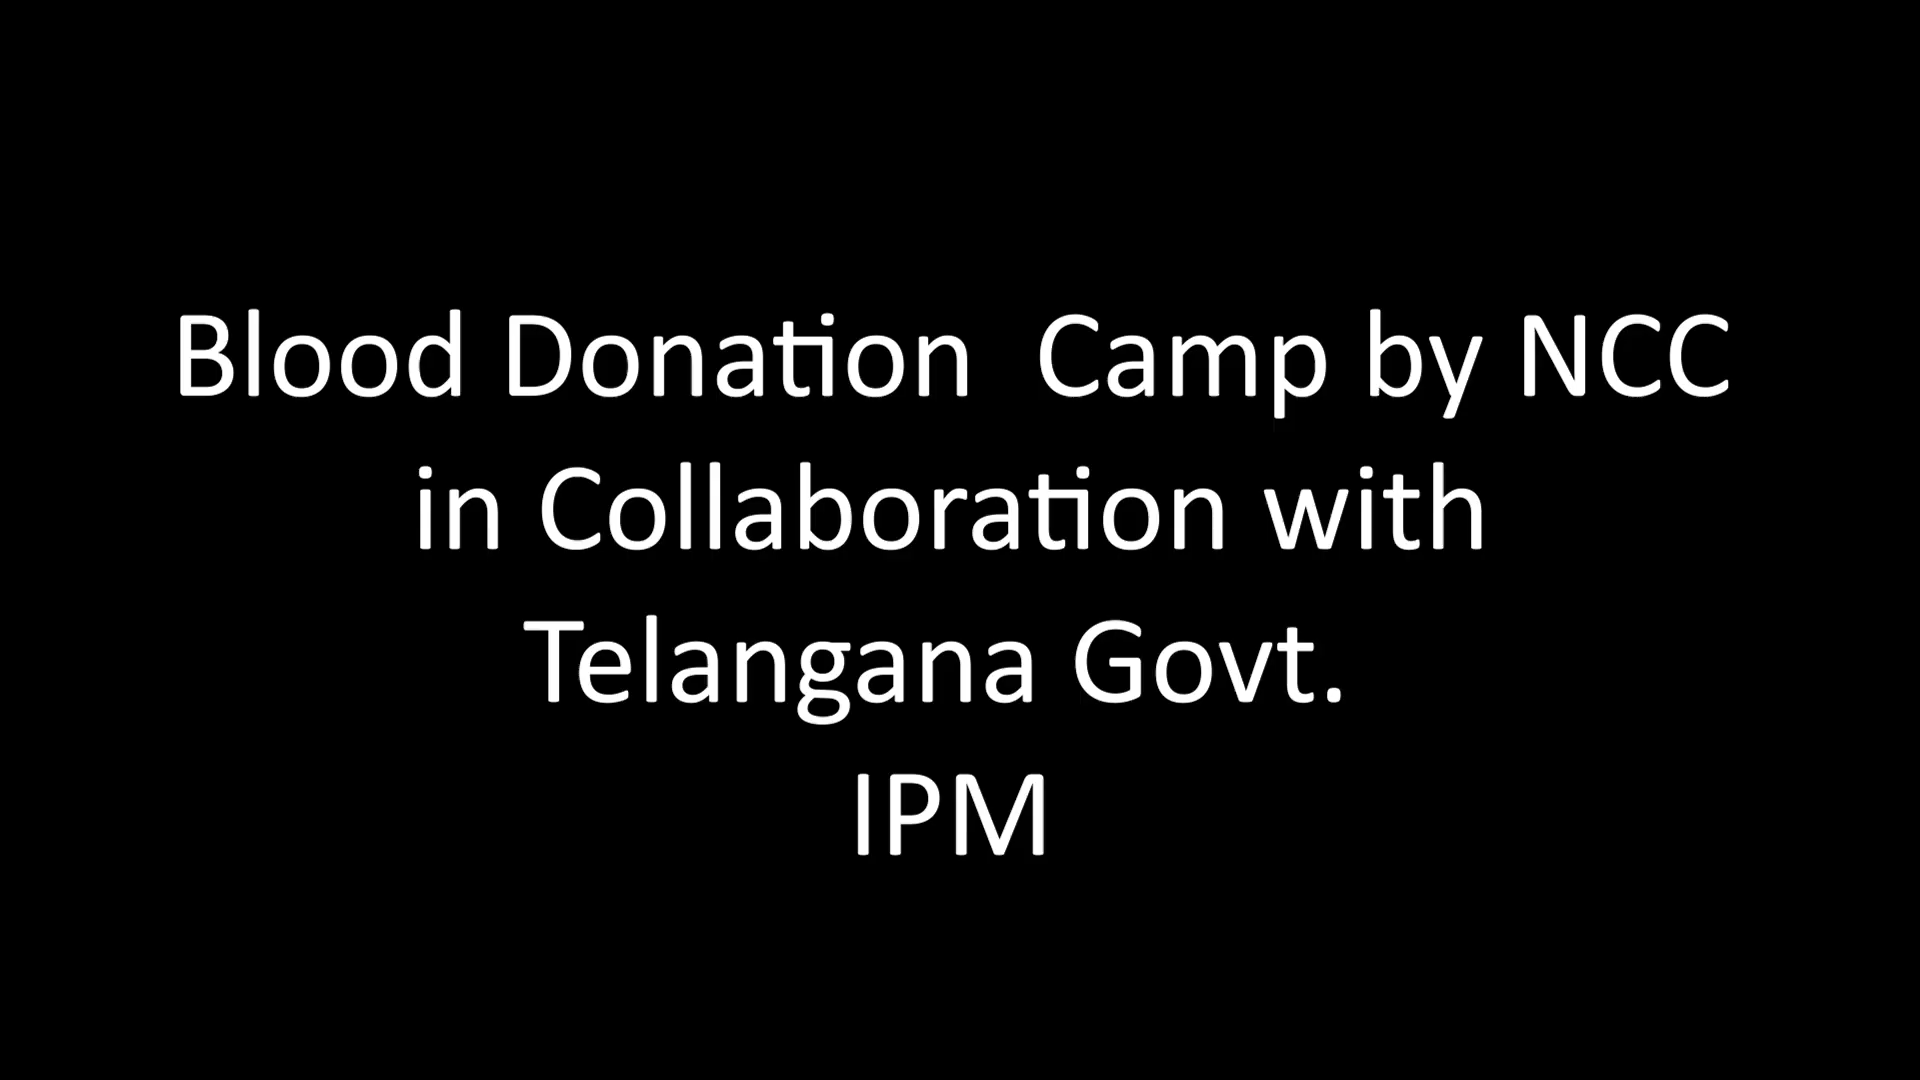 Blood Donation  Camp by NCC
in Collaboration with
Telangana Govt.
IPM